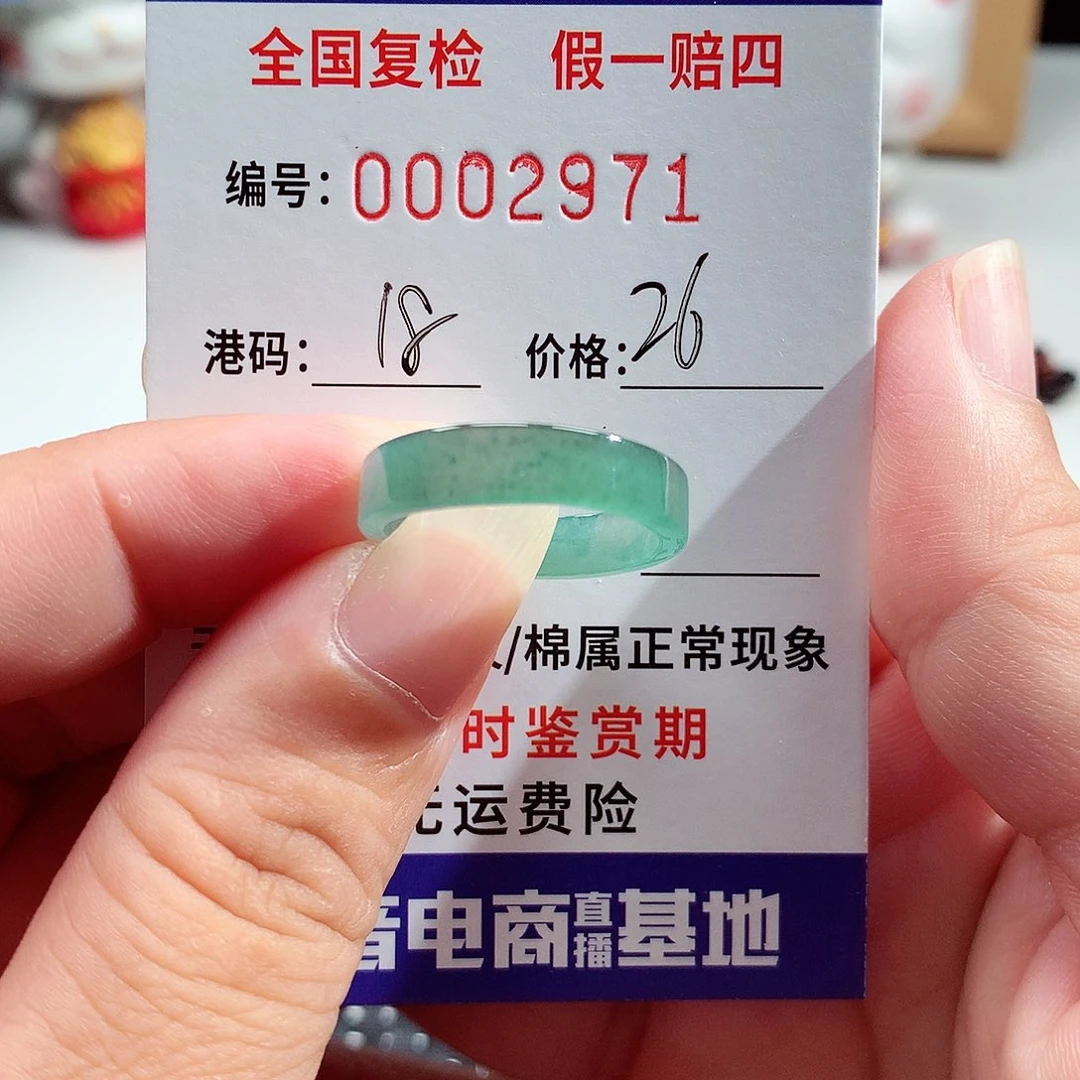 全国复检 假一赔四
编号：0002971
港码：18 价格：26
/棉属正常现象
时鉴赏期
运费险
电商直播基地